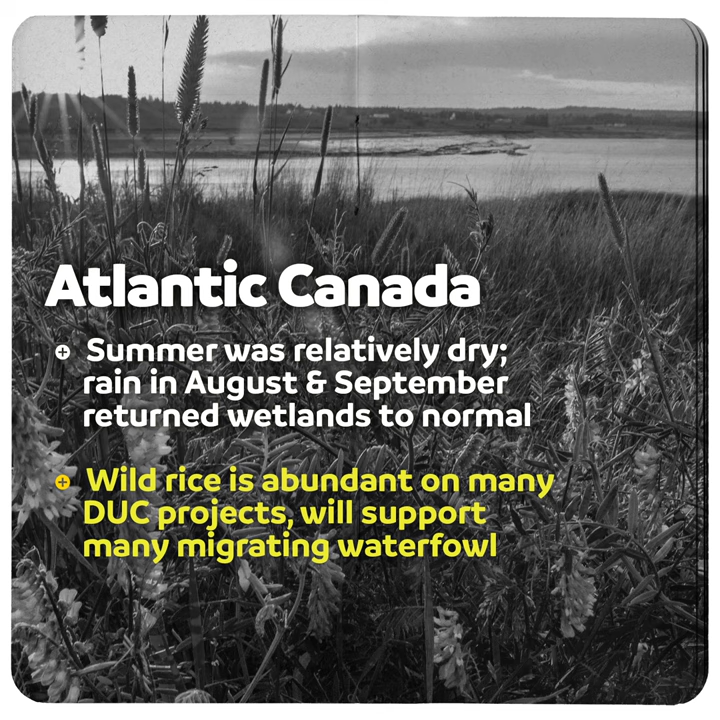 Atlantic Canada
Summer was relatively dry;
rain in August & September
returned wetlands to normal
Wild rice is abundant on many
DUC projects, will support
many migrating waterfowl